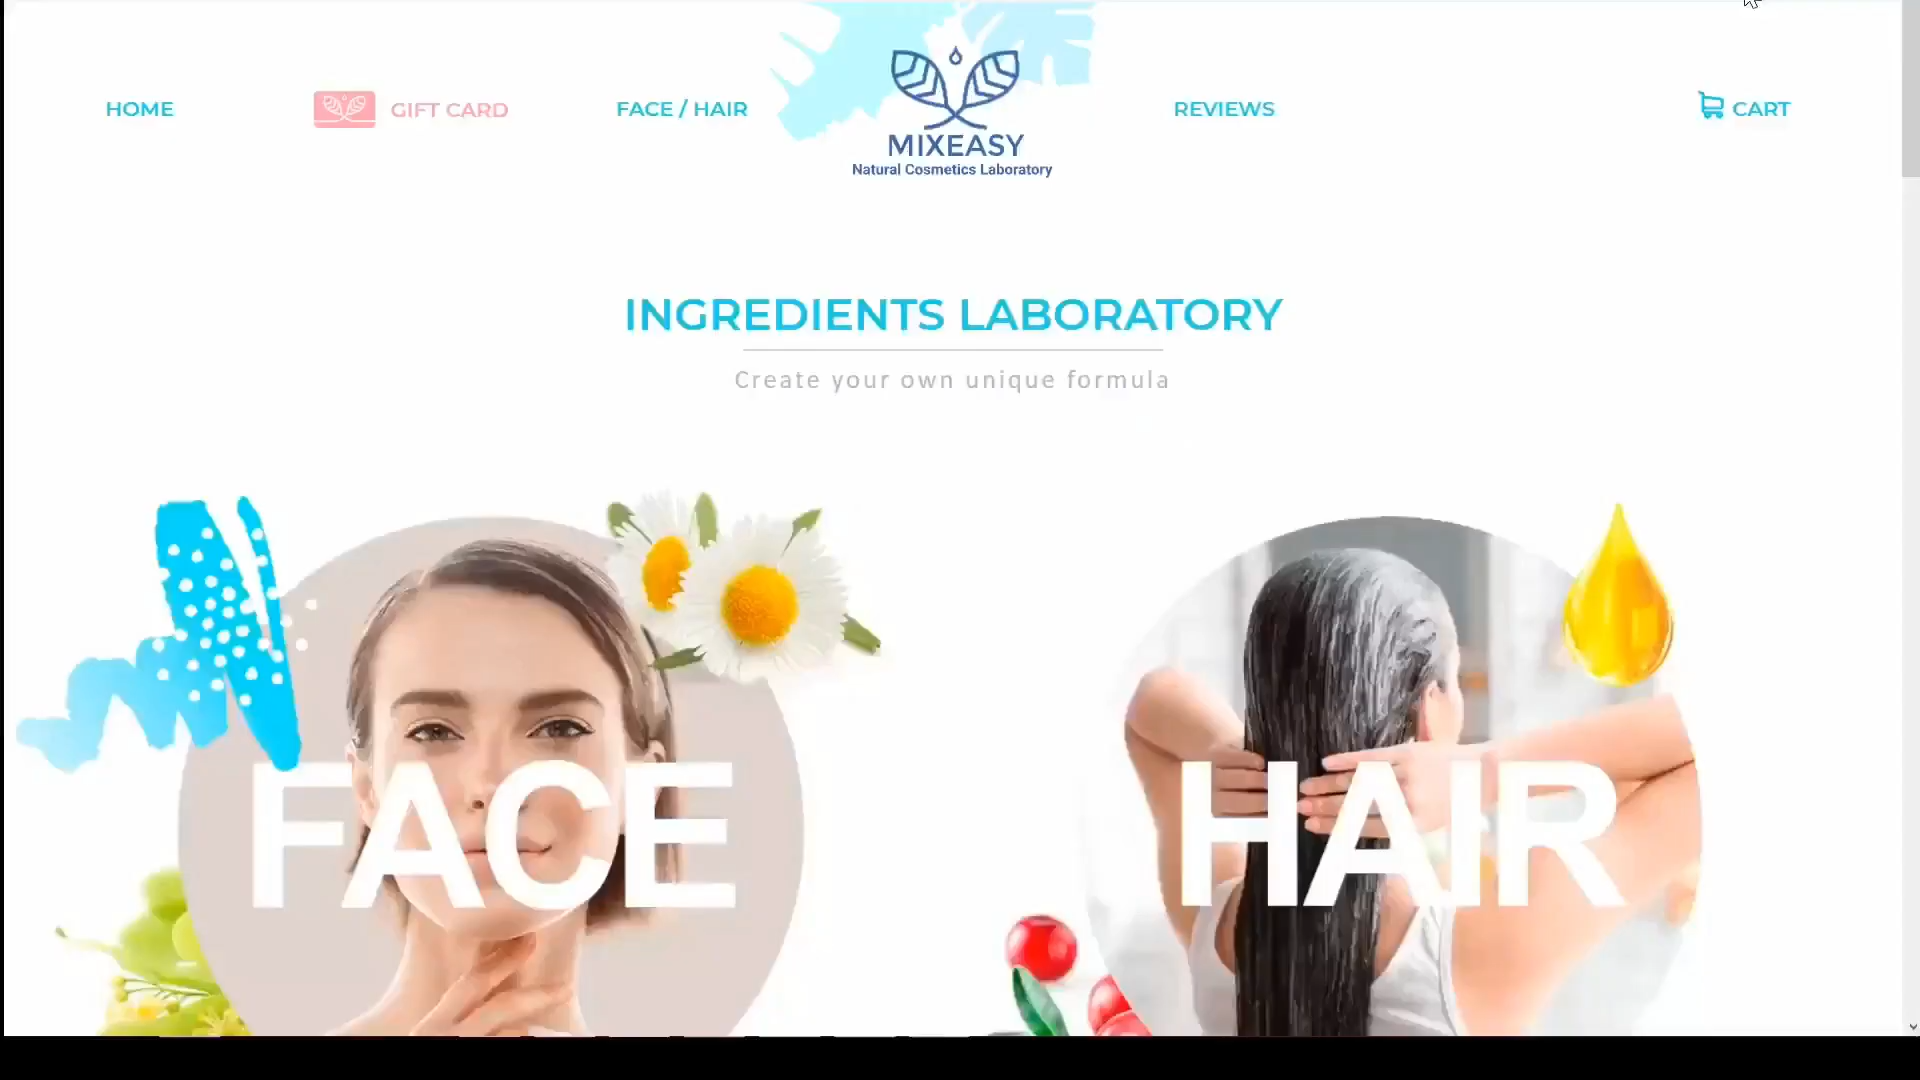 HOME
GIFT CARD
FACE / HAIR
MIXEASY
Natural Cosmetics Laboratory
REVIEWS
CART
INGREDIENTS LABORATORY
Create your own unique formula
FACE
HAIR